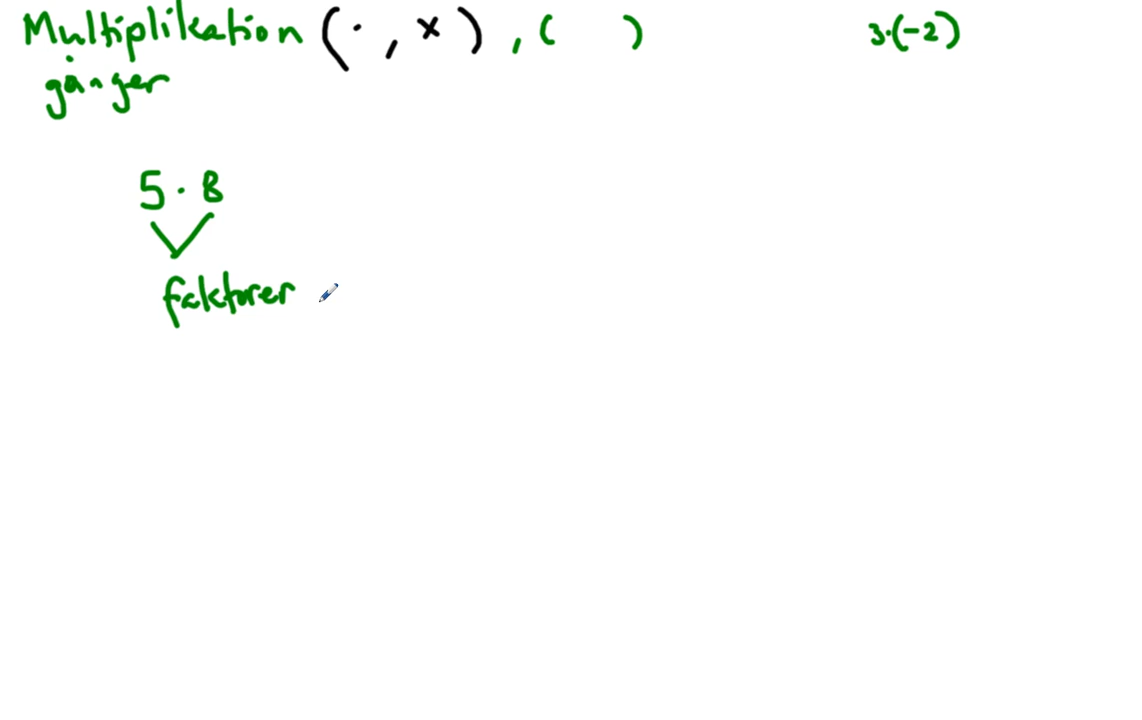 Multiplikation (· , ×) , ( )
3·(-2)
gånger
5 · 8
faktorer